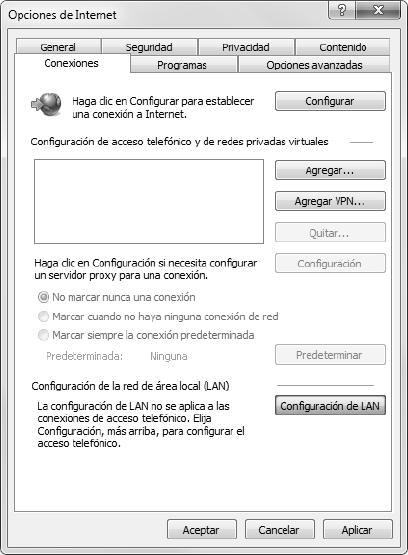 Opciones de Internet
General Seguridad Privacidad Contenido
Conexiones Programas Opciones avanzadas
Haga clic en Configurar para establecer
una conexión a Internet.
Configurar
Configuración de acceso telefónico y de redes privadas virtuales
Agregar...
Agregar VPN...
Quitar...
Configuración
Haga clic en Configuración si necesita configurar
un servidor proxy para una conexión.
No marcar nunca una conexión
Marcar cuando no haya ninguna conexión de red
Marcar siempre la conexión predeterminada
Predeterminada: Ninguna
Predeterminar
Configuración de la red de área local (LAN)
La configuración de LAN no se aplica a las
conexiones de acceso telefónico. Elija
Configuración, más arriba, para configurar el
acceso telefónico.
Configuración de LAN
Aceptar Cancelar Aplicar